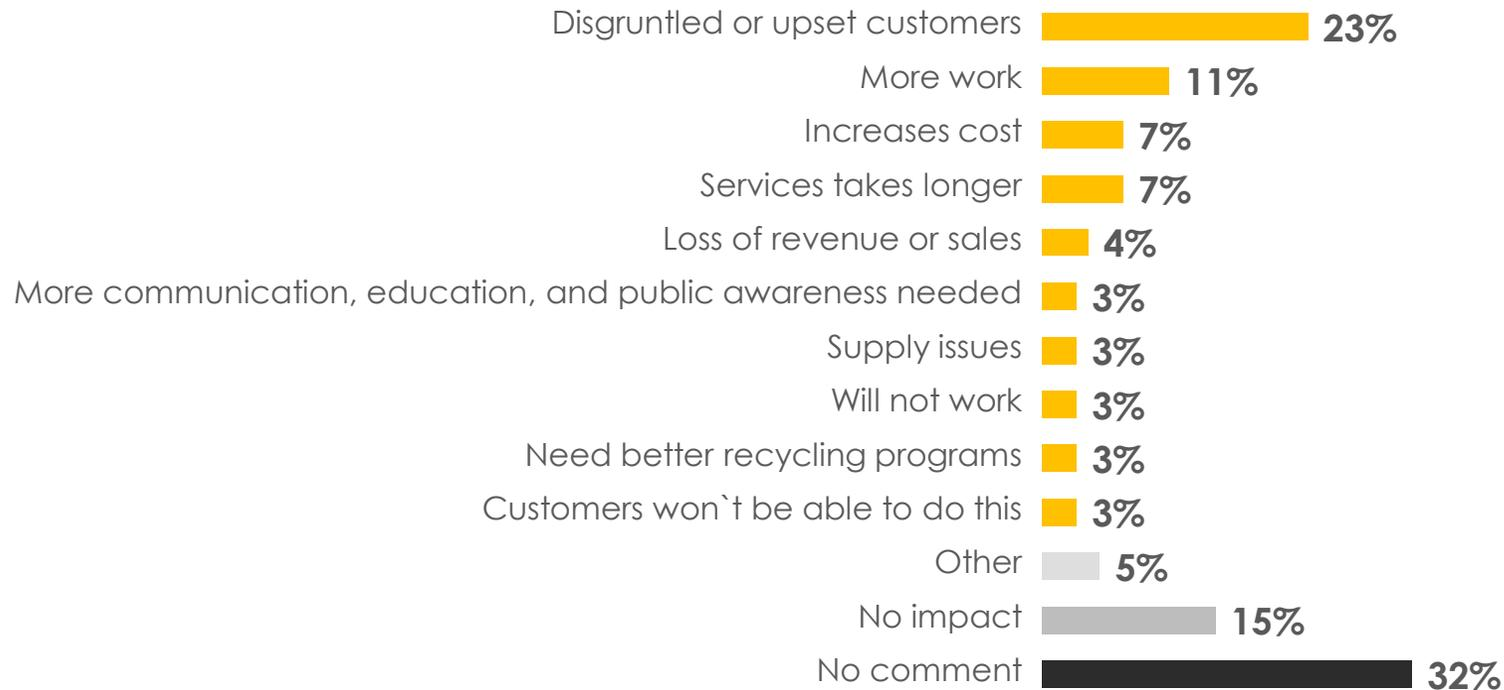 Disgruntled or upset customers 23%
More work 11%
Increases cost 7%
Services takes longer 7%
Loss of revenue or sales 4%
More communication, education, and public awareness needed 3%
Supply issues 3%
Will not work 3%
Need better recycling programs 3%
Customers won`t be able to do this 3%
Other 5%
No impact 15%
No comment 32%